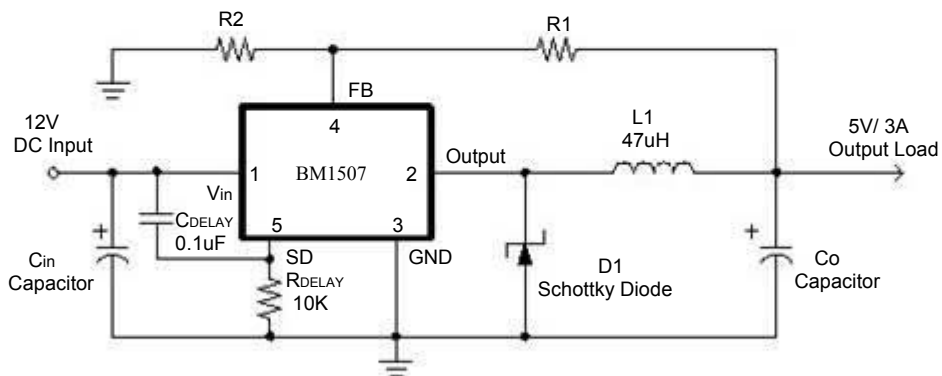 R2
R1
FB
12V
DC Input
4
L1
47uH
5V/ 3A
Output Load
Output
1
BM1507
2
Vin
CDELAY
0.1uF
5
3
SD
GND
+
Cin
Capacitor
RDELAY
10K
D1
Schottky Diode
+
Co
Capacitor